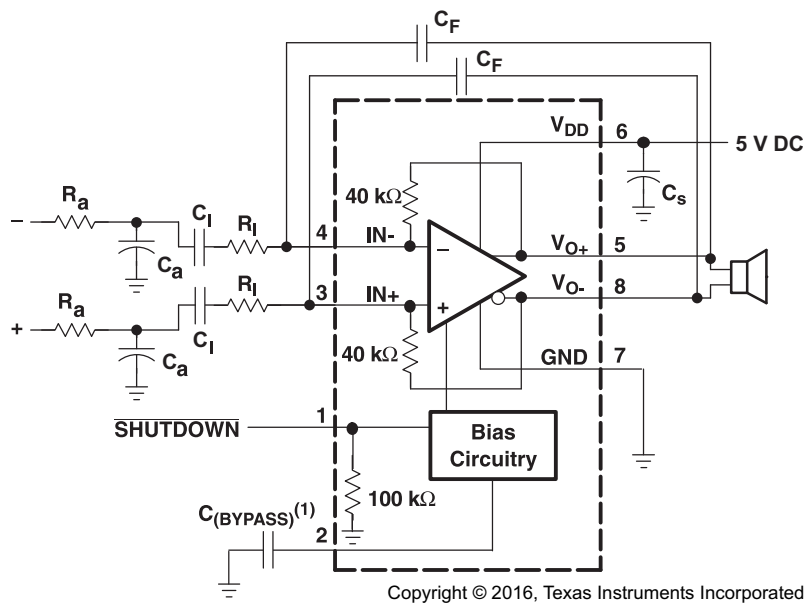 C_F
C_F
V_DD 6
5 V DC
C_s
40 kΩ
R_a
C_I
R_I
4 IN-
−
−
C_a
V_O+ 5
V_O- 8
R_a
C_I
R_I
3 IN+
+
+
C_a
40 kΩ
GND 7
1
SHUTDOWN
Bias
Circuitry
100 kΩ
C_(BYPASS)^(1)
2
Copyright © 2016, Texas Instruments Incorporated